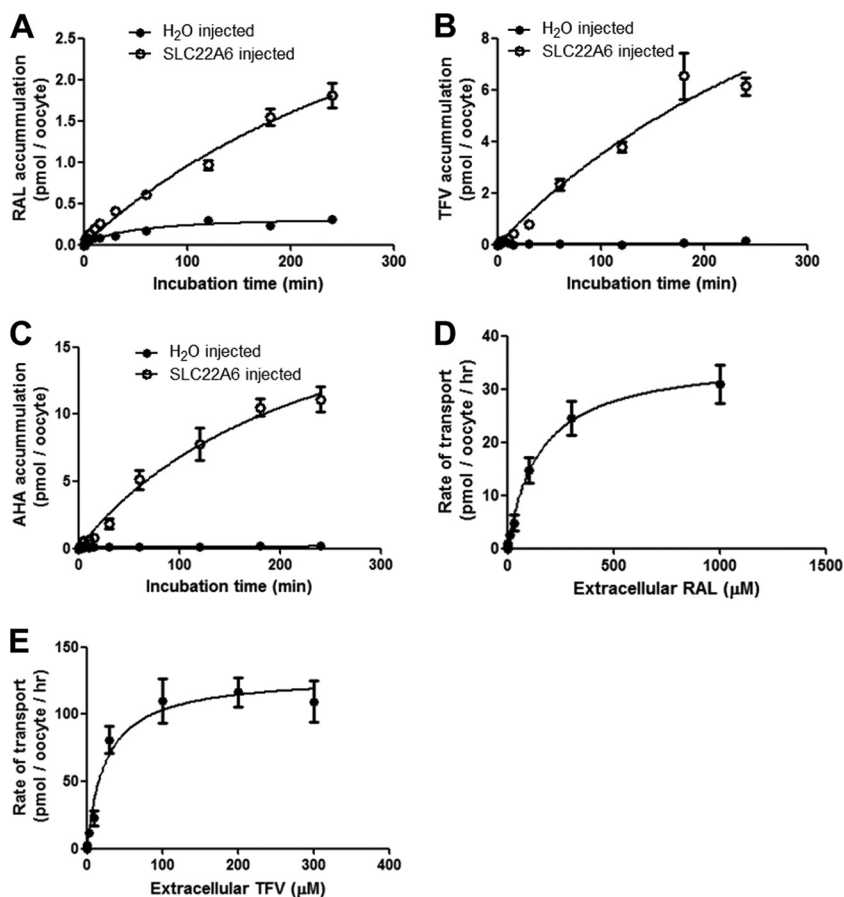 A
H2O injected
SLC22A6 injected
RAL accummulation
(pmol / oocyte)
2.5
2.0
1.5
1.0
0.5
0.0
0 100 200 300
Incubation time (min)
B
H2O injected
SLC22A6 injected
TFV accummulation
(pmol / oocyte)
8
6
4
2
0
0 100 200 300
Incubation time (min)
C
H2O injected
SLC22A6 injected
AHA accummulation
(pmol / oocyte)
15
10
5
0
0 100 200 300
Incubation time (min)
D
Rate of transport
(pmol / oocyte / hr)
40
30
20
10
0
0 500 1000 1500
Extracellular RAL (μM)
E
Rate of transport
(pmol / oocyte / hr)
150
100
50
0
0 100 200 300 400
Extracellular TFV (μM)